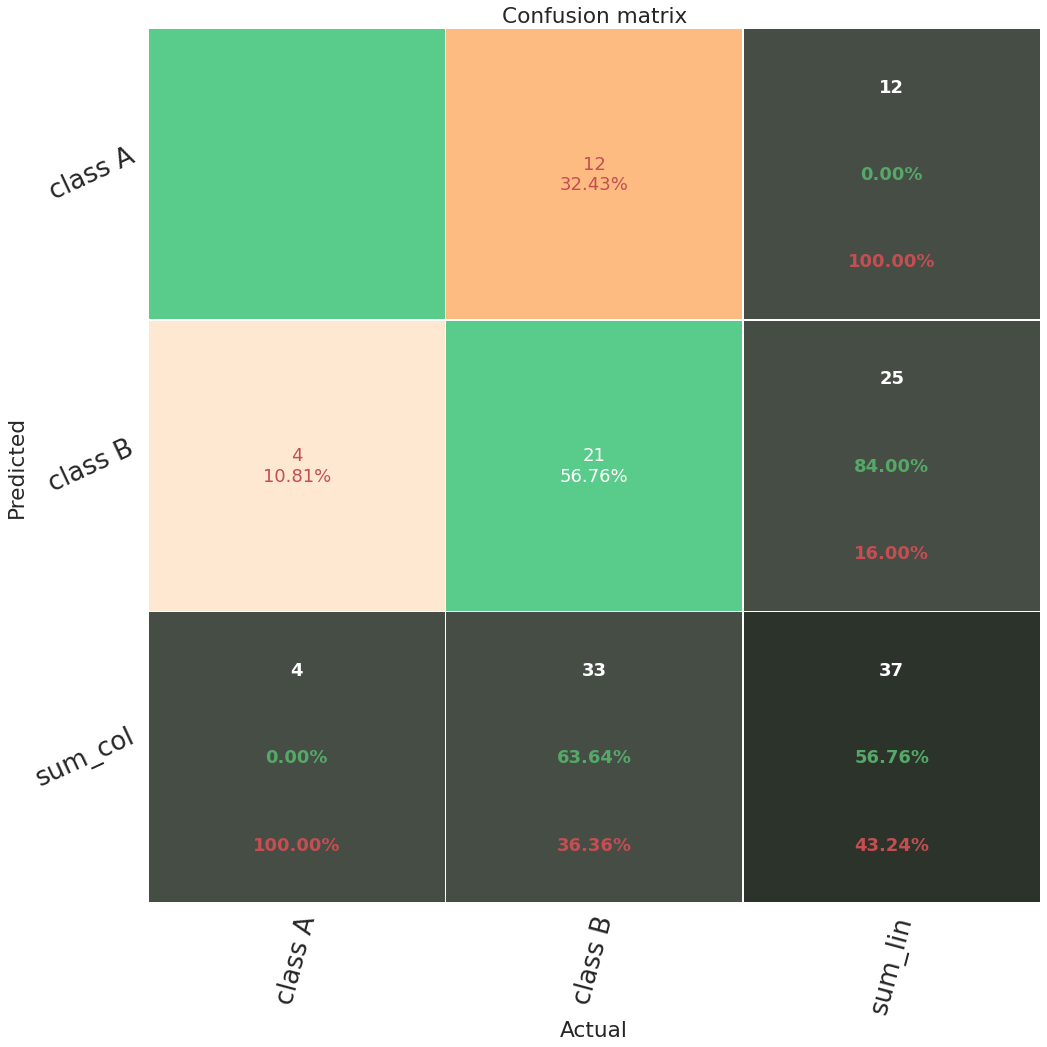 Confusion matrix
Predicted
class A
12
32.43%
12
0.00%
100.00%
class B
4
10.81%
21
56.76%
25
84.00%
16.00%
sum_col
4
0.00%
100.00%
33
63.64%
36.36%
37
56.76%
43.24%
class A
class B
sum_lin
Actual